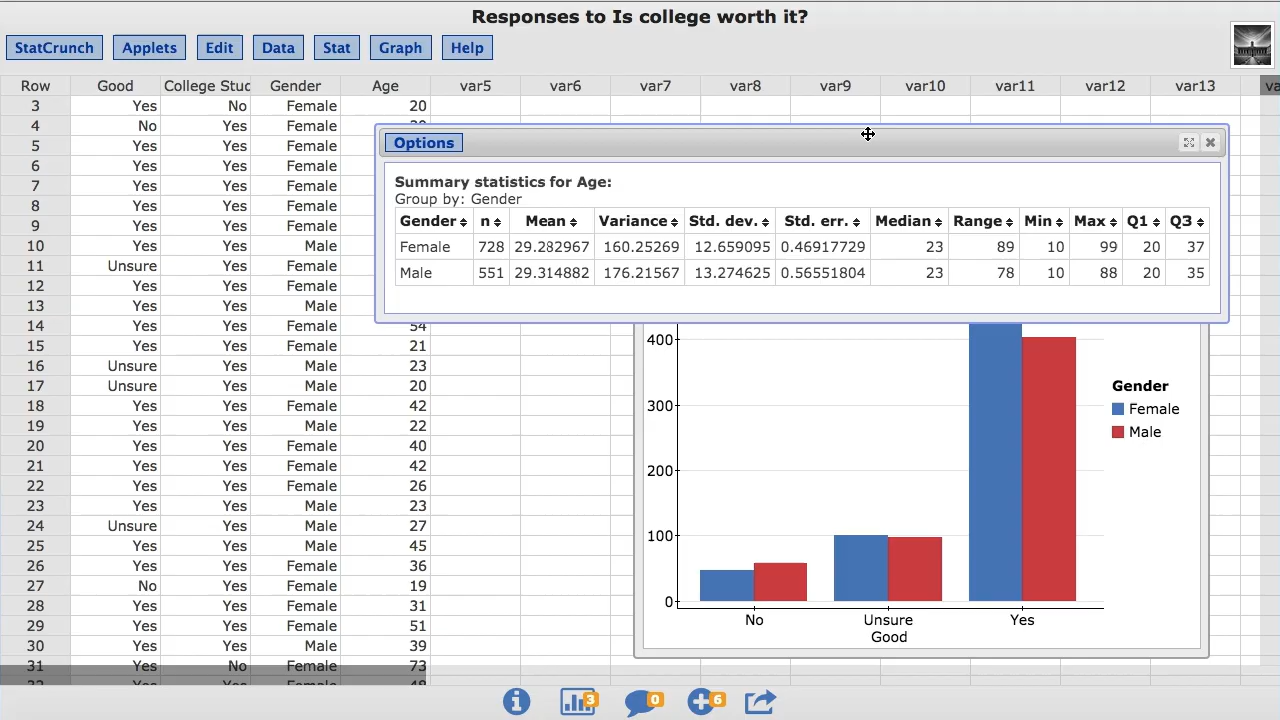 Responses to Is college worth it?
StatCrunch Applets Edit Data Stat Graph Help
Row Good College Stud Gender Age var5 var6 var7 var8 var9 var10 var11 var12 var13 va
3 Yes No Female 20
4 No Yes Female
5 Yes Yes Female
6 Yes Yes Female
7 Yes Yes Female
8 Yes Yes Female
9 Yes Yes Female
10 Yes Yes Male
11 Unsure Yes Female
12 Yes Yes Female
13 Yes Yes Male
14 Yes Yes Female 54
15 Yes Yes Female 21
16 Unsure Yes Male 23
17 Unsure Yes Male 20
18 Yes Yes Female 42
19 Yes Yes Male 22
20 Yes Yes Female 40
21 Yes Yes Female 42
22 Yes Yes Female 26
23 Yes Yes Male 23
24 Unsure Yes Male 27
25 Yes Yes Male 45
26 Yes Yes Female 36
27 No Yes Female 19
28 Yes Yes Female 31
29 Yes Yes Female 51
30 Yes Yes Male 39
31 Yes No Female 73
32 Yes Yes Female 48
Options
Summary statistics for Age:
Group by: Gender
Gender n Mean Variance Std. dev. Std. err. Median Range Min Max Q1 Q3
Female 728 29.282967 160.25269 12.659095 0.46917729 23 89 10 99 20 37
Male 551 29.314882 176.21567 13.274625 0.56551804 23 78 10 88 20 35
400
300
200
100
0
No Unsure Yes
Good
Gender
Female
Male
3 0 6